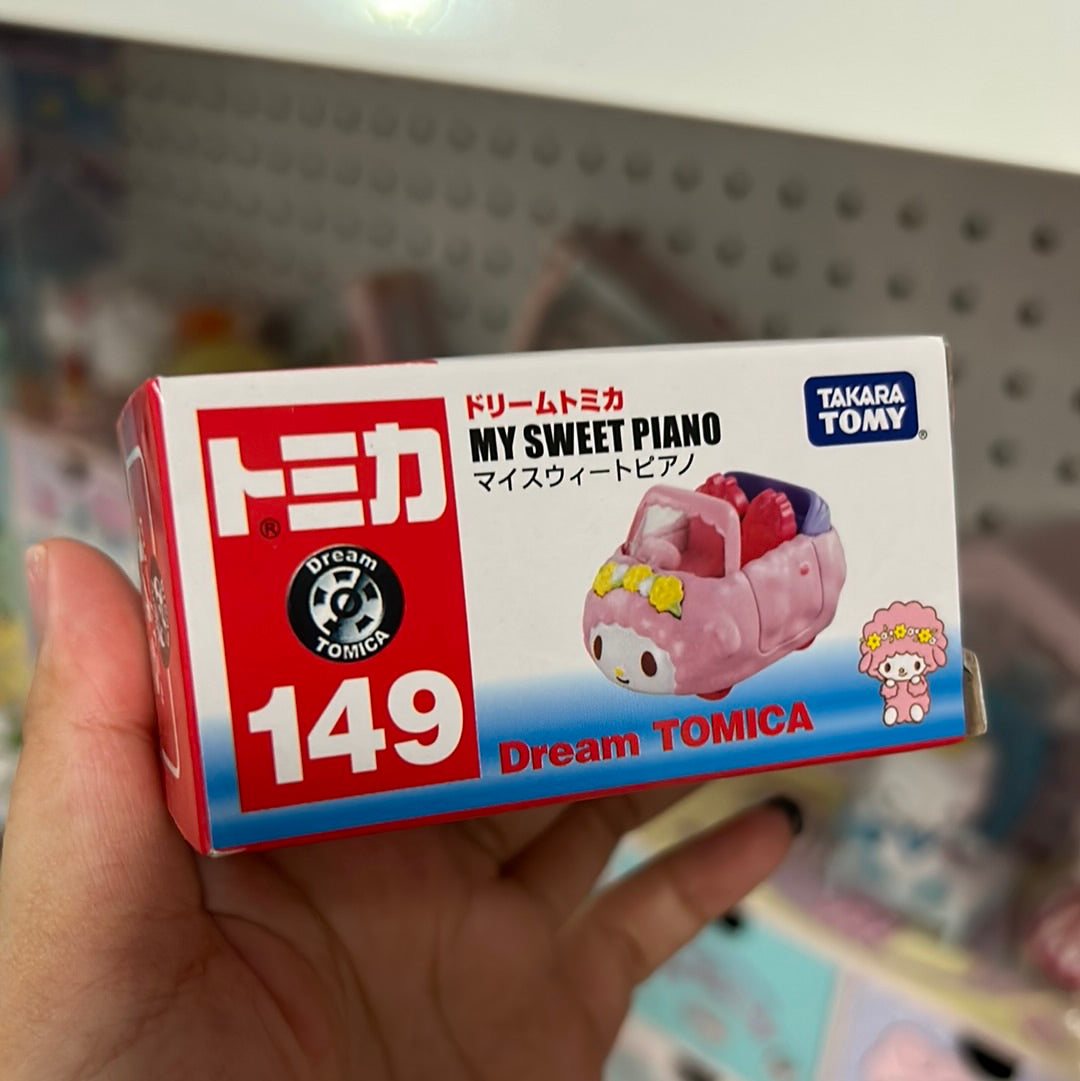 トミカ®
Dream
TOMICA
149
ドリームトミカ
MY SWEET PIANO
マイスウィートピアノ
TAKARA
TOMY®
Dream TOMICA